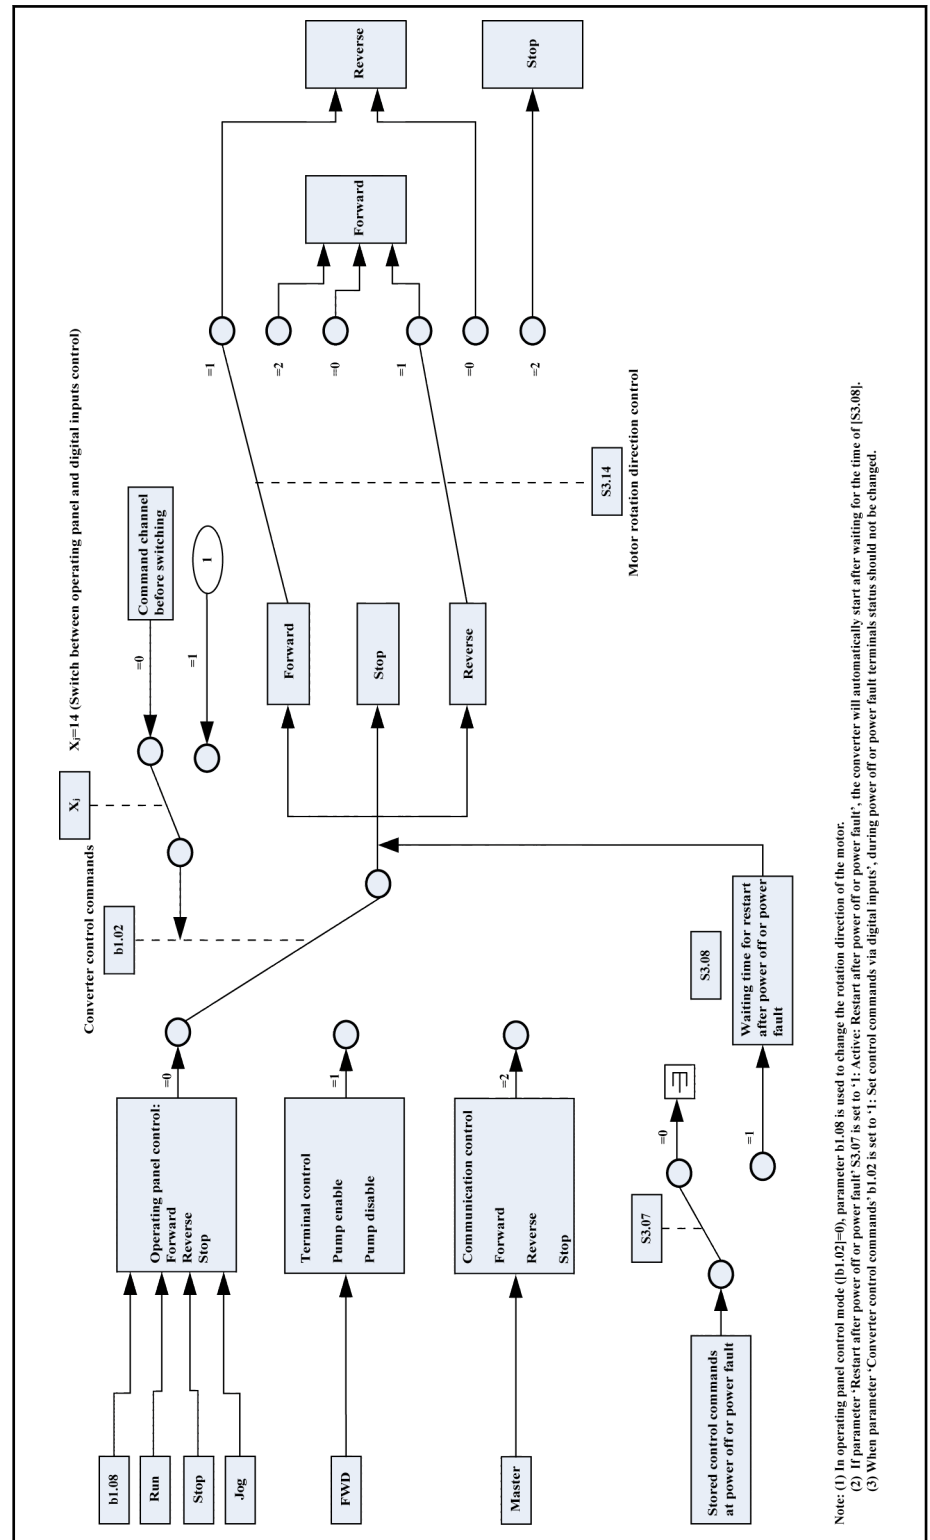 b1.08
Run
Stop
Jog
FWD
Master
Stored control commands
at power off or power fault
Operating panel control:
Forward
Reverse
Stop
=0
Terminal control
Pump enable
Pump disable
=1
Communication control
Forward
Reverse
Stop
=2
S3.07
=0
=1
Converter control commands
b1.02
S3.08
Waiting time for restart
after power off or power
fault
Xj
Xj=14 (Switch between operating panel and digital inputs control)
=0
Command channel
before switching
=1
1
Forward
Stop
Reverse
S3.14
Motor rotation direction control
=1
=2
=0
=1
=0
=2
Forward
Reverse
Stop
Note: (1) In operating panel control mode (|b1.02|=0), parameter b1.08 is used to change the rotation direction of the motor.
(2) If parameter ‘Restart after power off or power fault’ S3.07 is set to ‘1: Active: Restart after power off or power fault’, the converter will automatically start after waiting for the time of |S3.08|.
(3) When parameter ‘Converter control commands’ b1.02 is set to ‘1: Set control commands via digital inputs’, during power off or power fault terminals status should not be changed.